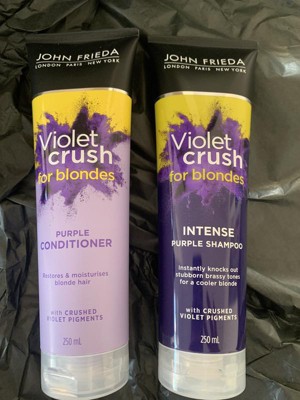 JOHN FRIEDA
LONDON PARIS NEW YORK
Violet
crush
for blondes
PURPLE
CONDITIONER
Restores & moisturises
blonde hair
with CRUSHED
VIOLET PIGMENTS
250 mL
JOHN FRIEDA
LONDON PARIS NEW YORK
Violet
crush
for blondes
INTENSE
PURPLE SHAMPOO
Instantly knocks out
stubborn brassy tones
for a cooler blonde
with CRUSHED
VIOLET PIGMENTS
250 mL